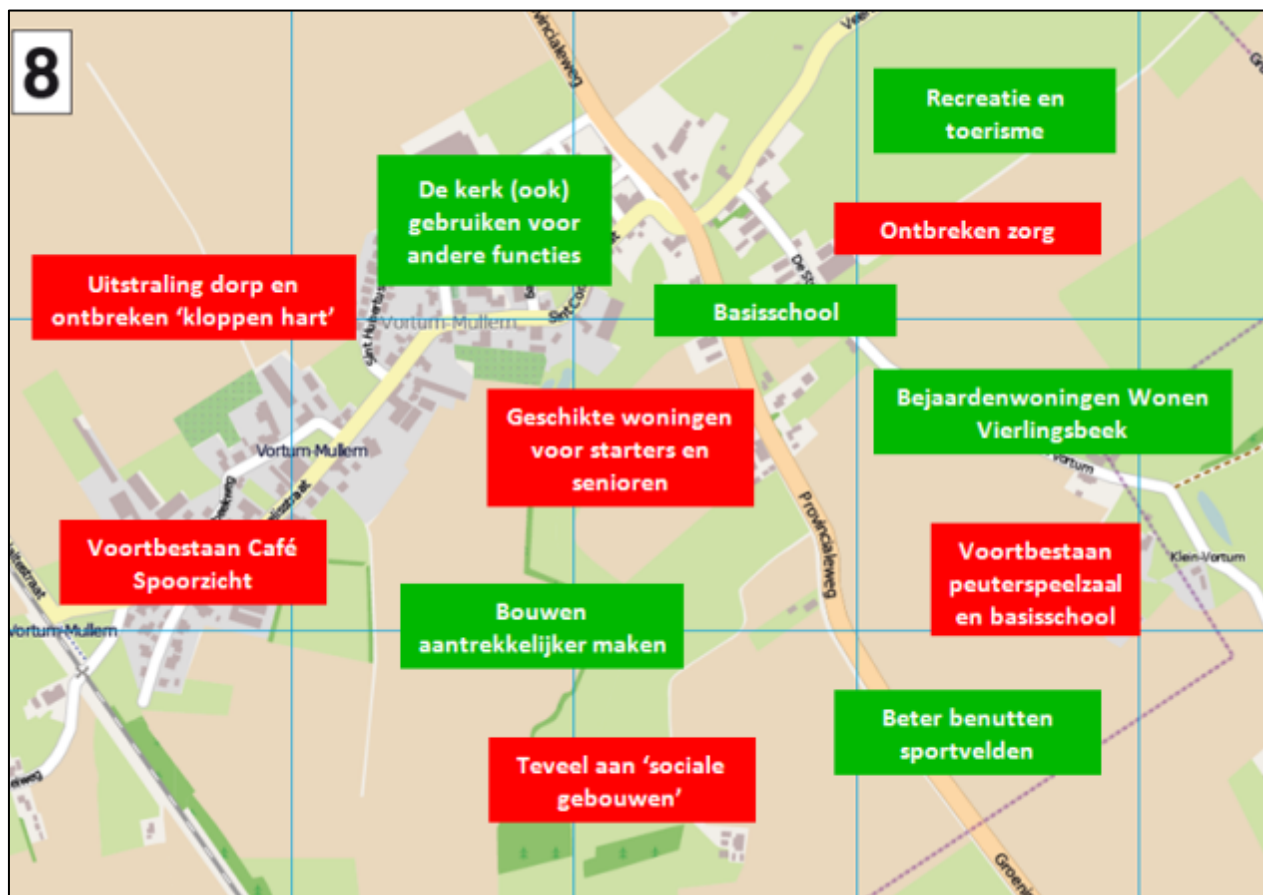 8
vincialeweg
Recreatie en
toerisme
De kerk (ook)
gebruiken voor
andere functies
Ontbreken zorg
Uitstraling dorp en
ontbreken ‘kloppen hart’
Basisschool
Vortum-Mullem
Geschikte woningen
voor starters en
senioren
Bejaardenwoningen Wonen
Vierlingsbeek
Vortum-Mullem
Provincialeweg
Voortbestaan Café
Spoorzicht
Voortbestaan
peuterspeelzaal
en basisschool
Klein-Vortum
Bouwen
aantrekkelijker maken
Vortum-Mullem
Beter benutten
sportvelden
Teveel aan ‘sociale
gebouwen’